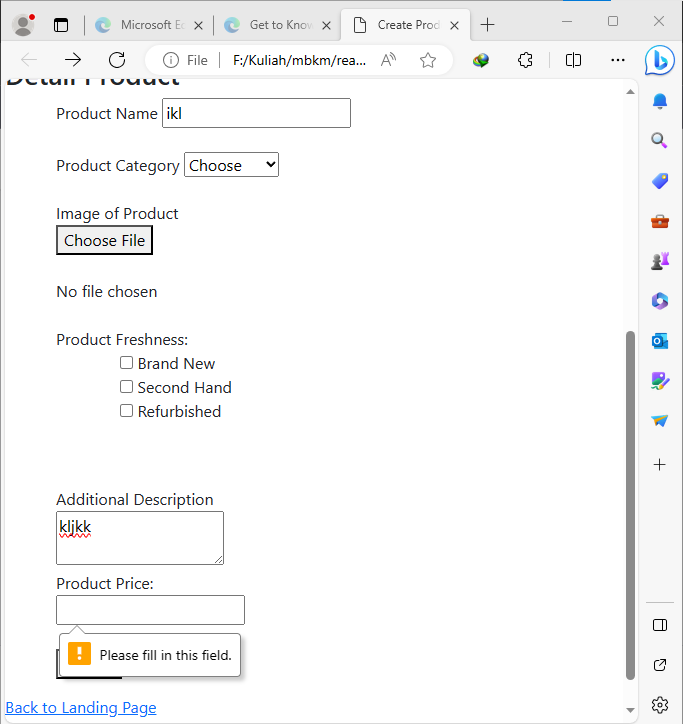 Microsoft Ec
Get to Know
Create Prod
File
F:/Kuliah/mbkm/rea...
Detail Product
Product Name ikl
Product Category Choose
Image of Product
Choose File
No file chosen
Product Freshness:
Brand New
Second Hand
Refurbished
Additional Description
kljkk
Product Price:
Please fill in this field.
Back to Landing Page